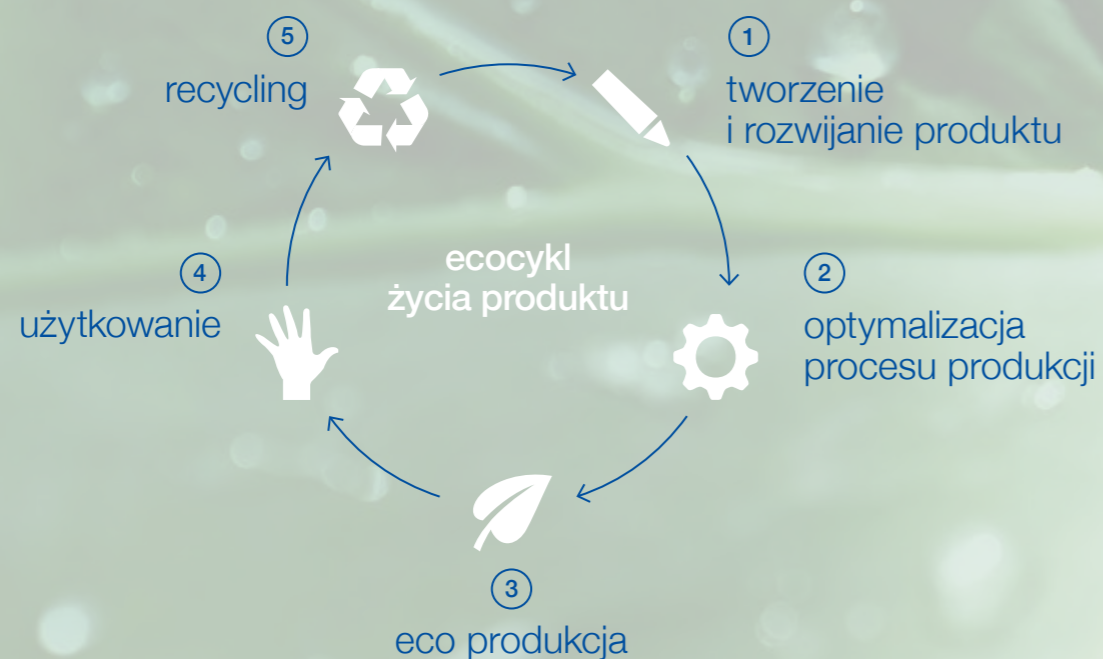 5
recycling
1
tworzenie
i rozwijanie produktu
ecocykl
życia produktu
4
użytkowanie
2
optymalizacja
procesu produkcji
3
eco produkcja